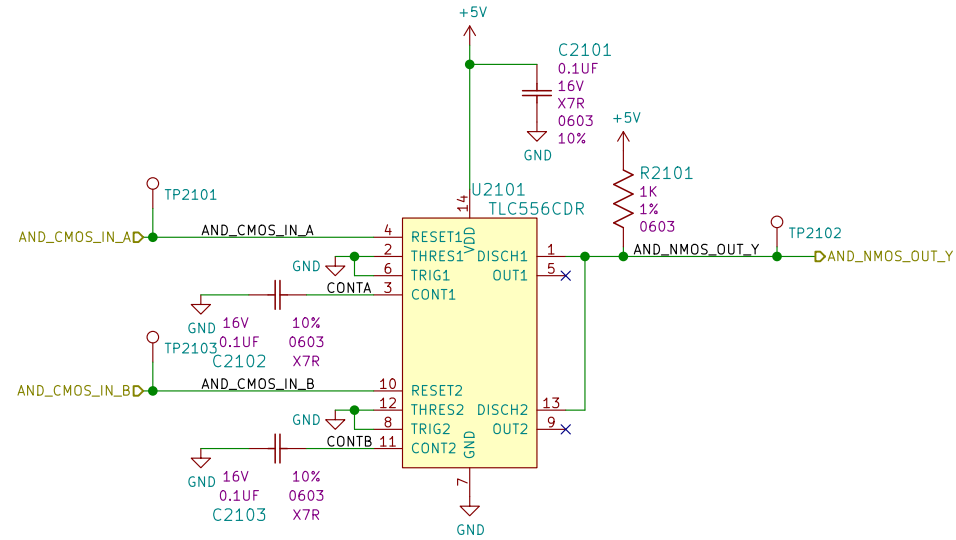 +5V
C2101
0.1UF
16V
X7R
0603
10%
GND
+5V
R2101
1K
1%
0603
U2101
TLC556CDR
14
VDD
TP2101
AND_CMOS_IN_A
AND_CMOS_IN_A
4
RESET1
GND
2
THRES1
6
TRIG1
CONTA
3
CONT1
DISCH1
1
OUT1
5
AND_NMOS_OUT_Y
TP2102
AND_NMOS_OUT_Y
GND
16V
10%
0.1UF
0603
C2102
X7R
TP2103
AND_CMOS_IN_B
AND_CMOS_IN_B
10
RESET2
GND
12
THRES2
8
TRIG2
CONTB
11
CONT2
DISCH2
13
OUT2
9
GND
7
GND
GND
16V
10%
0.1UF
0603
C2103
X7R